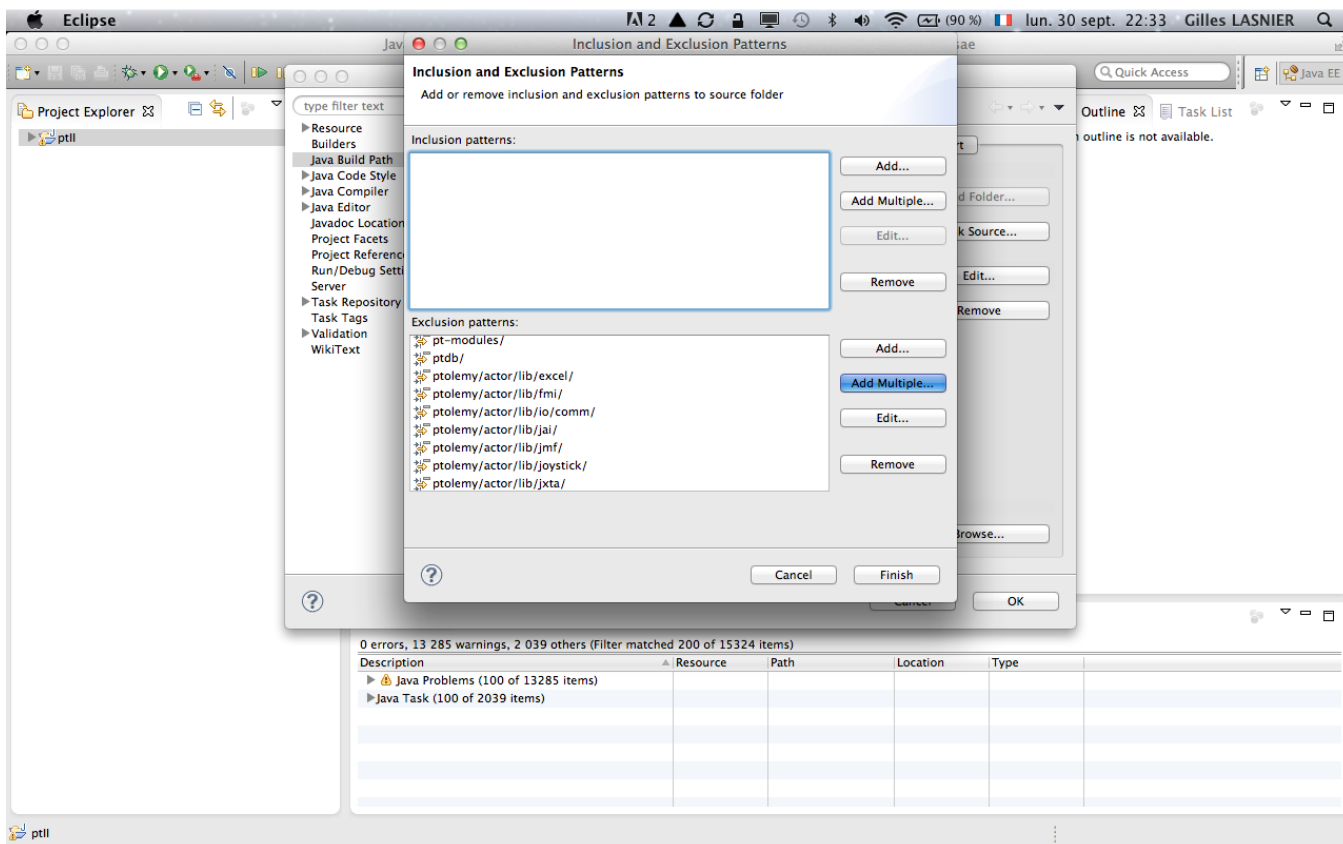 Eclipse
2
(90 %)
lun. 30 sept. 22:33
Gilles LASNIER
Inclusion and Exclusion Patterns
Quick Access
Java EE
Project Explorer
ptII
type filter text
Resource
Builders
Java Build Path
Java Code Style
Java Compiler
Java Editor
Javadoc Location
Project Facets
Run/Debug
Server
Task Repository
Task Tags
Validation
WikiText
Inclusion and Exclusion Patterns
Add or remove inclusion and exclusion patterns to source folder
Inclusion patterns:
Add...
Add Multiple...
Edit...
Remove
Exclusion patterns:
pt-modules/
ptdb/
ptolemy/actor/lib/excel/
ptolemy/actor/lib/fmi/
ptolemy/actor/lib/io/comm/
ptolemy/actor/lib/jai/
ptolemy/actor/lib/jmf/
ptolemy/actor/lib/joystick/
ptolemy/actor/lib/jxta/
Add...
Add Multiple...
Edit...
Remove
Cancel
Finish
Folder...
Source...
Edit...
Remove
Browse...
Cancel
OK
Outline
Task List
outline is not available.
0 errors, 13 285 warnings, 2 039 others (Filter matched 200 of 15324 items)
Description
Resource
Path
Location
Type
Java Problems (100 of 13285 items)
Java Task (100 of 2039 items)
ptII